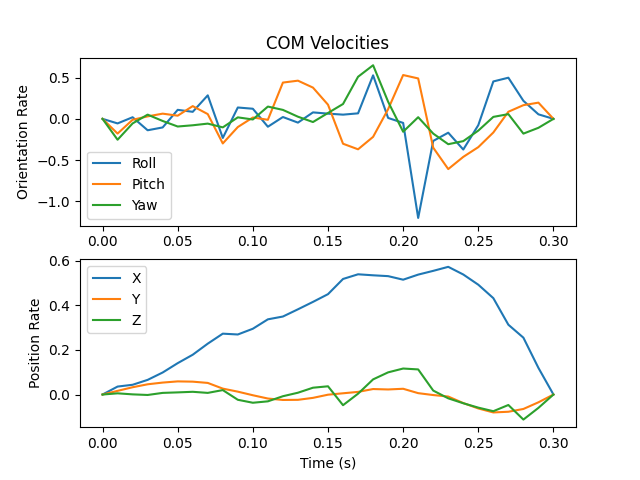 COM Velocities
Orientation Rate
0.5
0.0
−0.5
−1.0
Roll
Pitch
Yaw
0.00 0.05 0.10 0.15 0.20 0.25 0.30
Position Rate
0.6
0.4
0.2
0.0
X
Y
Z
0.00 0.05 0.10 0.15 0.20 0.25 0.30
Time (s)